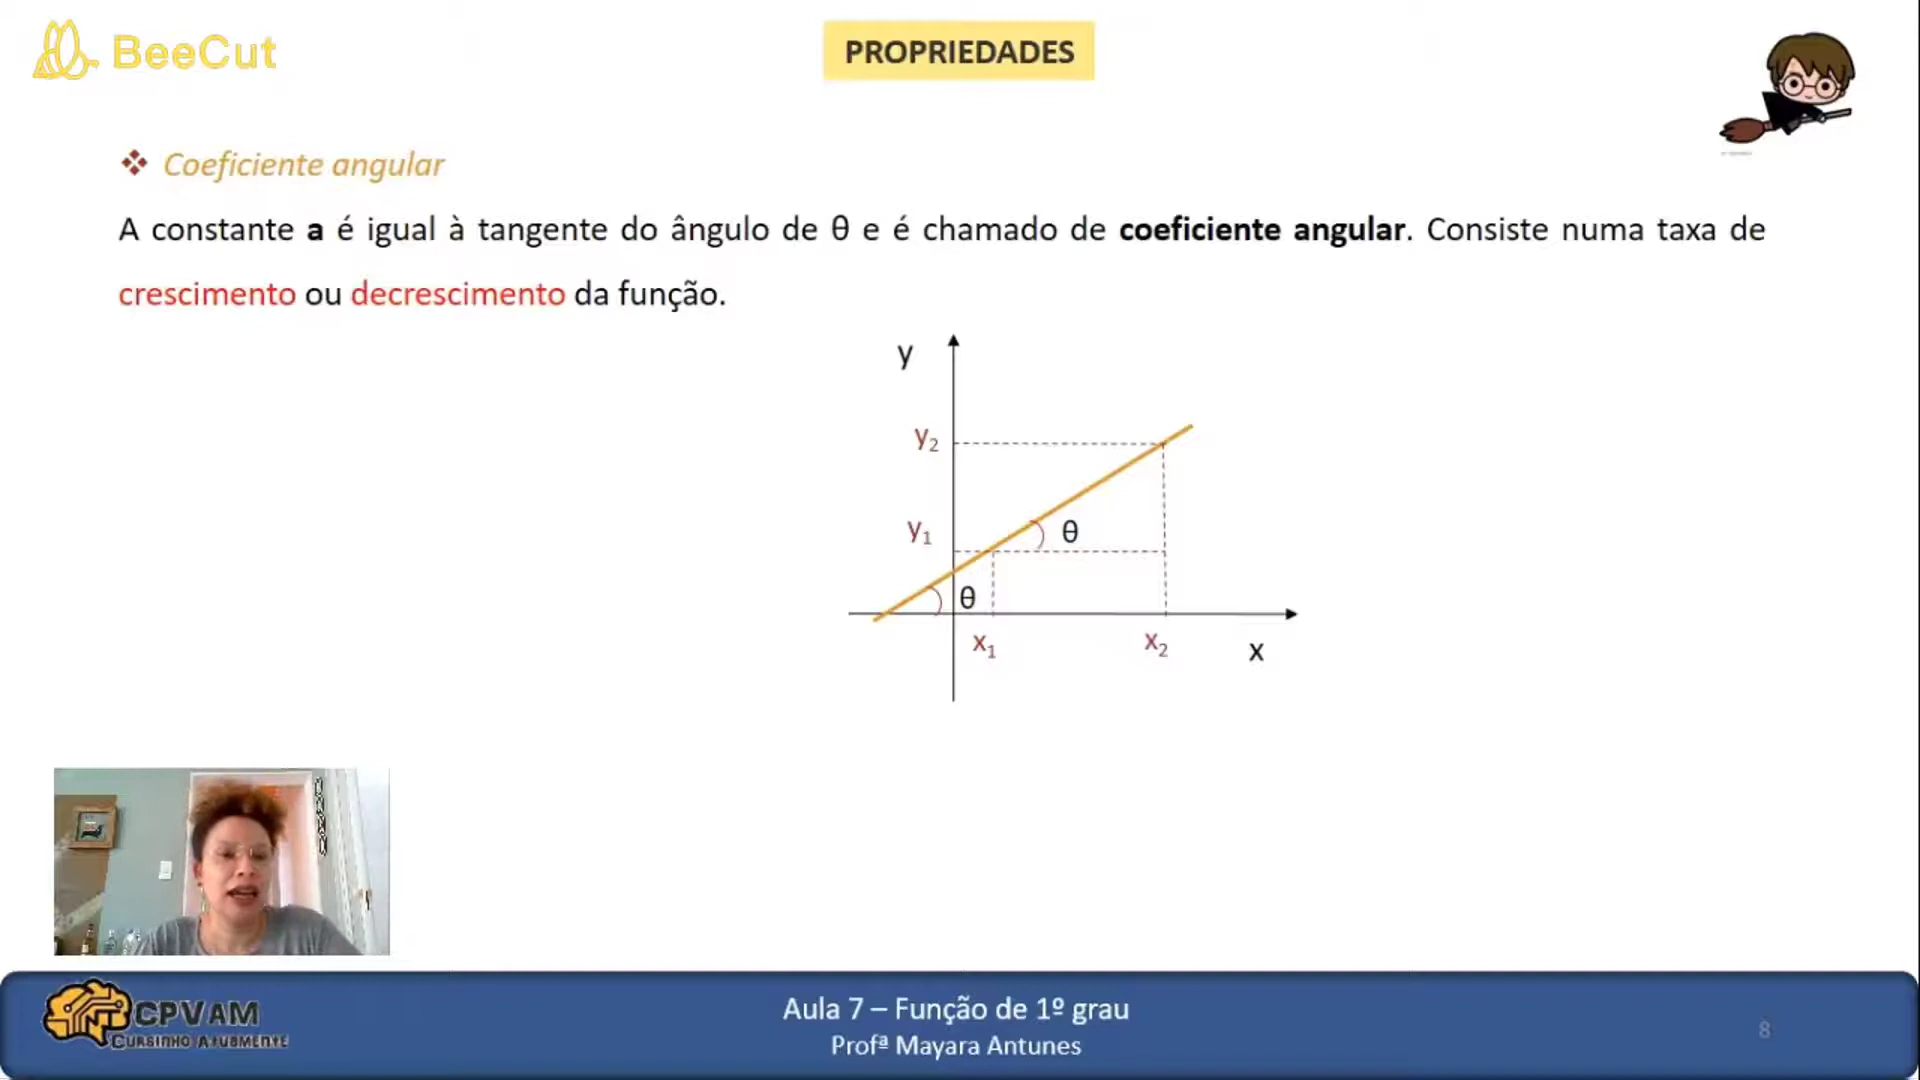 BeeCut
PROPRIEDADES
Coeficiente angular
A constante a é igual à tangente do ângulo de θ e é chamado de coeficiente angular. Consiste numa taxa de
crescimento ou decrescimento da função.
y
y₂
y₁
θ
θ
x₁
x₂
x
CPVAM
CURSINHO ATUAMENTE
Aula 7 – Função de 1º grau
Profª Mayara Antunes
8